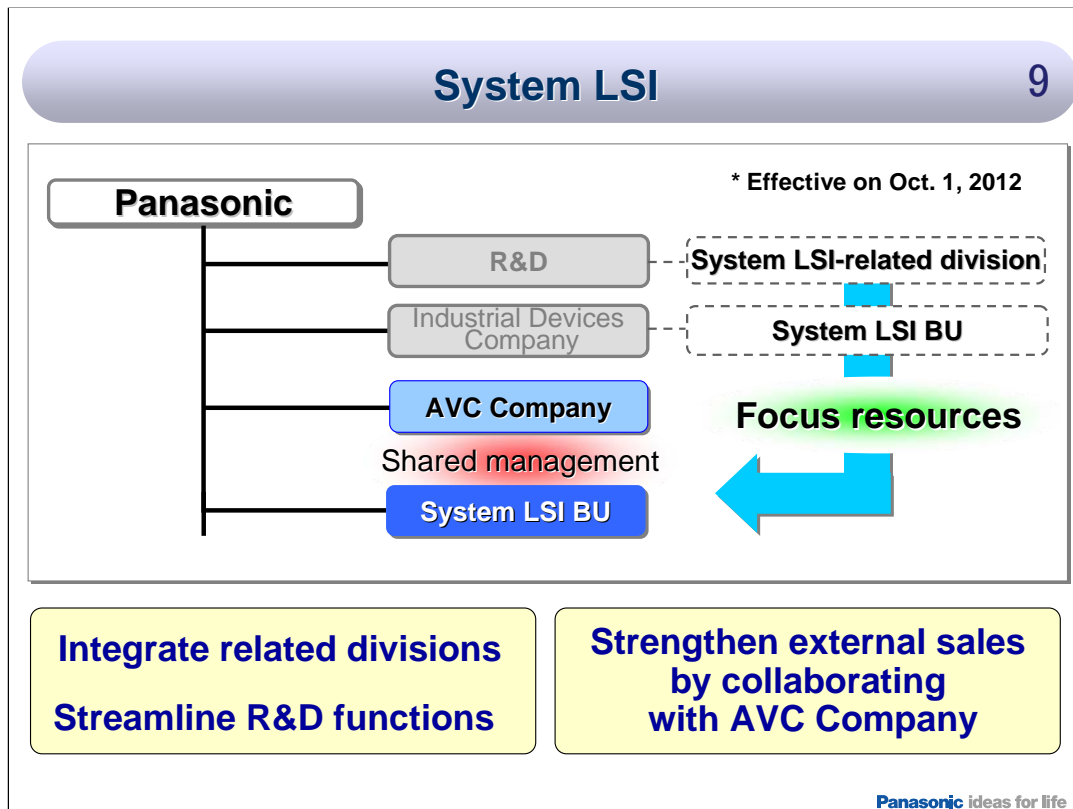 System LSI
9
* Effective on Oct. 1, 2012
Panasonic
R&D
System LSI-related division
Industrial Devices
Company
System LSI BU
AVC Company
Focus resources
Shared management
System LSI BU
Integrate related divisions
Streamline R&D functions
Strengthen external sales
by collaborating
with AVC Company
Panasonic ideas for life